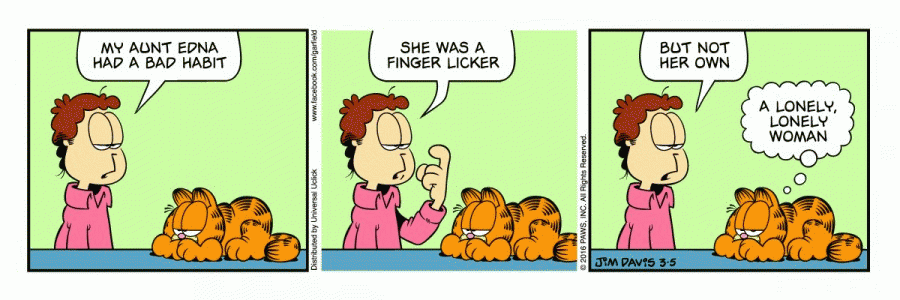 MY AUNT EDNA
HAD A BAD HABIT
www.facebook.com/garfield
Distributed by Universal Uclick
SHE WAS A
FINGER LICKER
© 2016 PAWS, INC. All Rights Reserved.
BUT NOT
HER OWN
A LONELY,
LONELY
WOMAN
JIM DAVIS 3·5